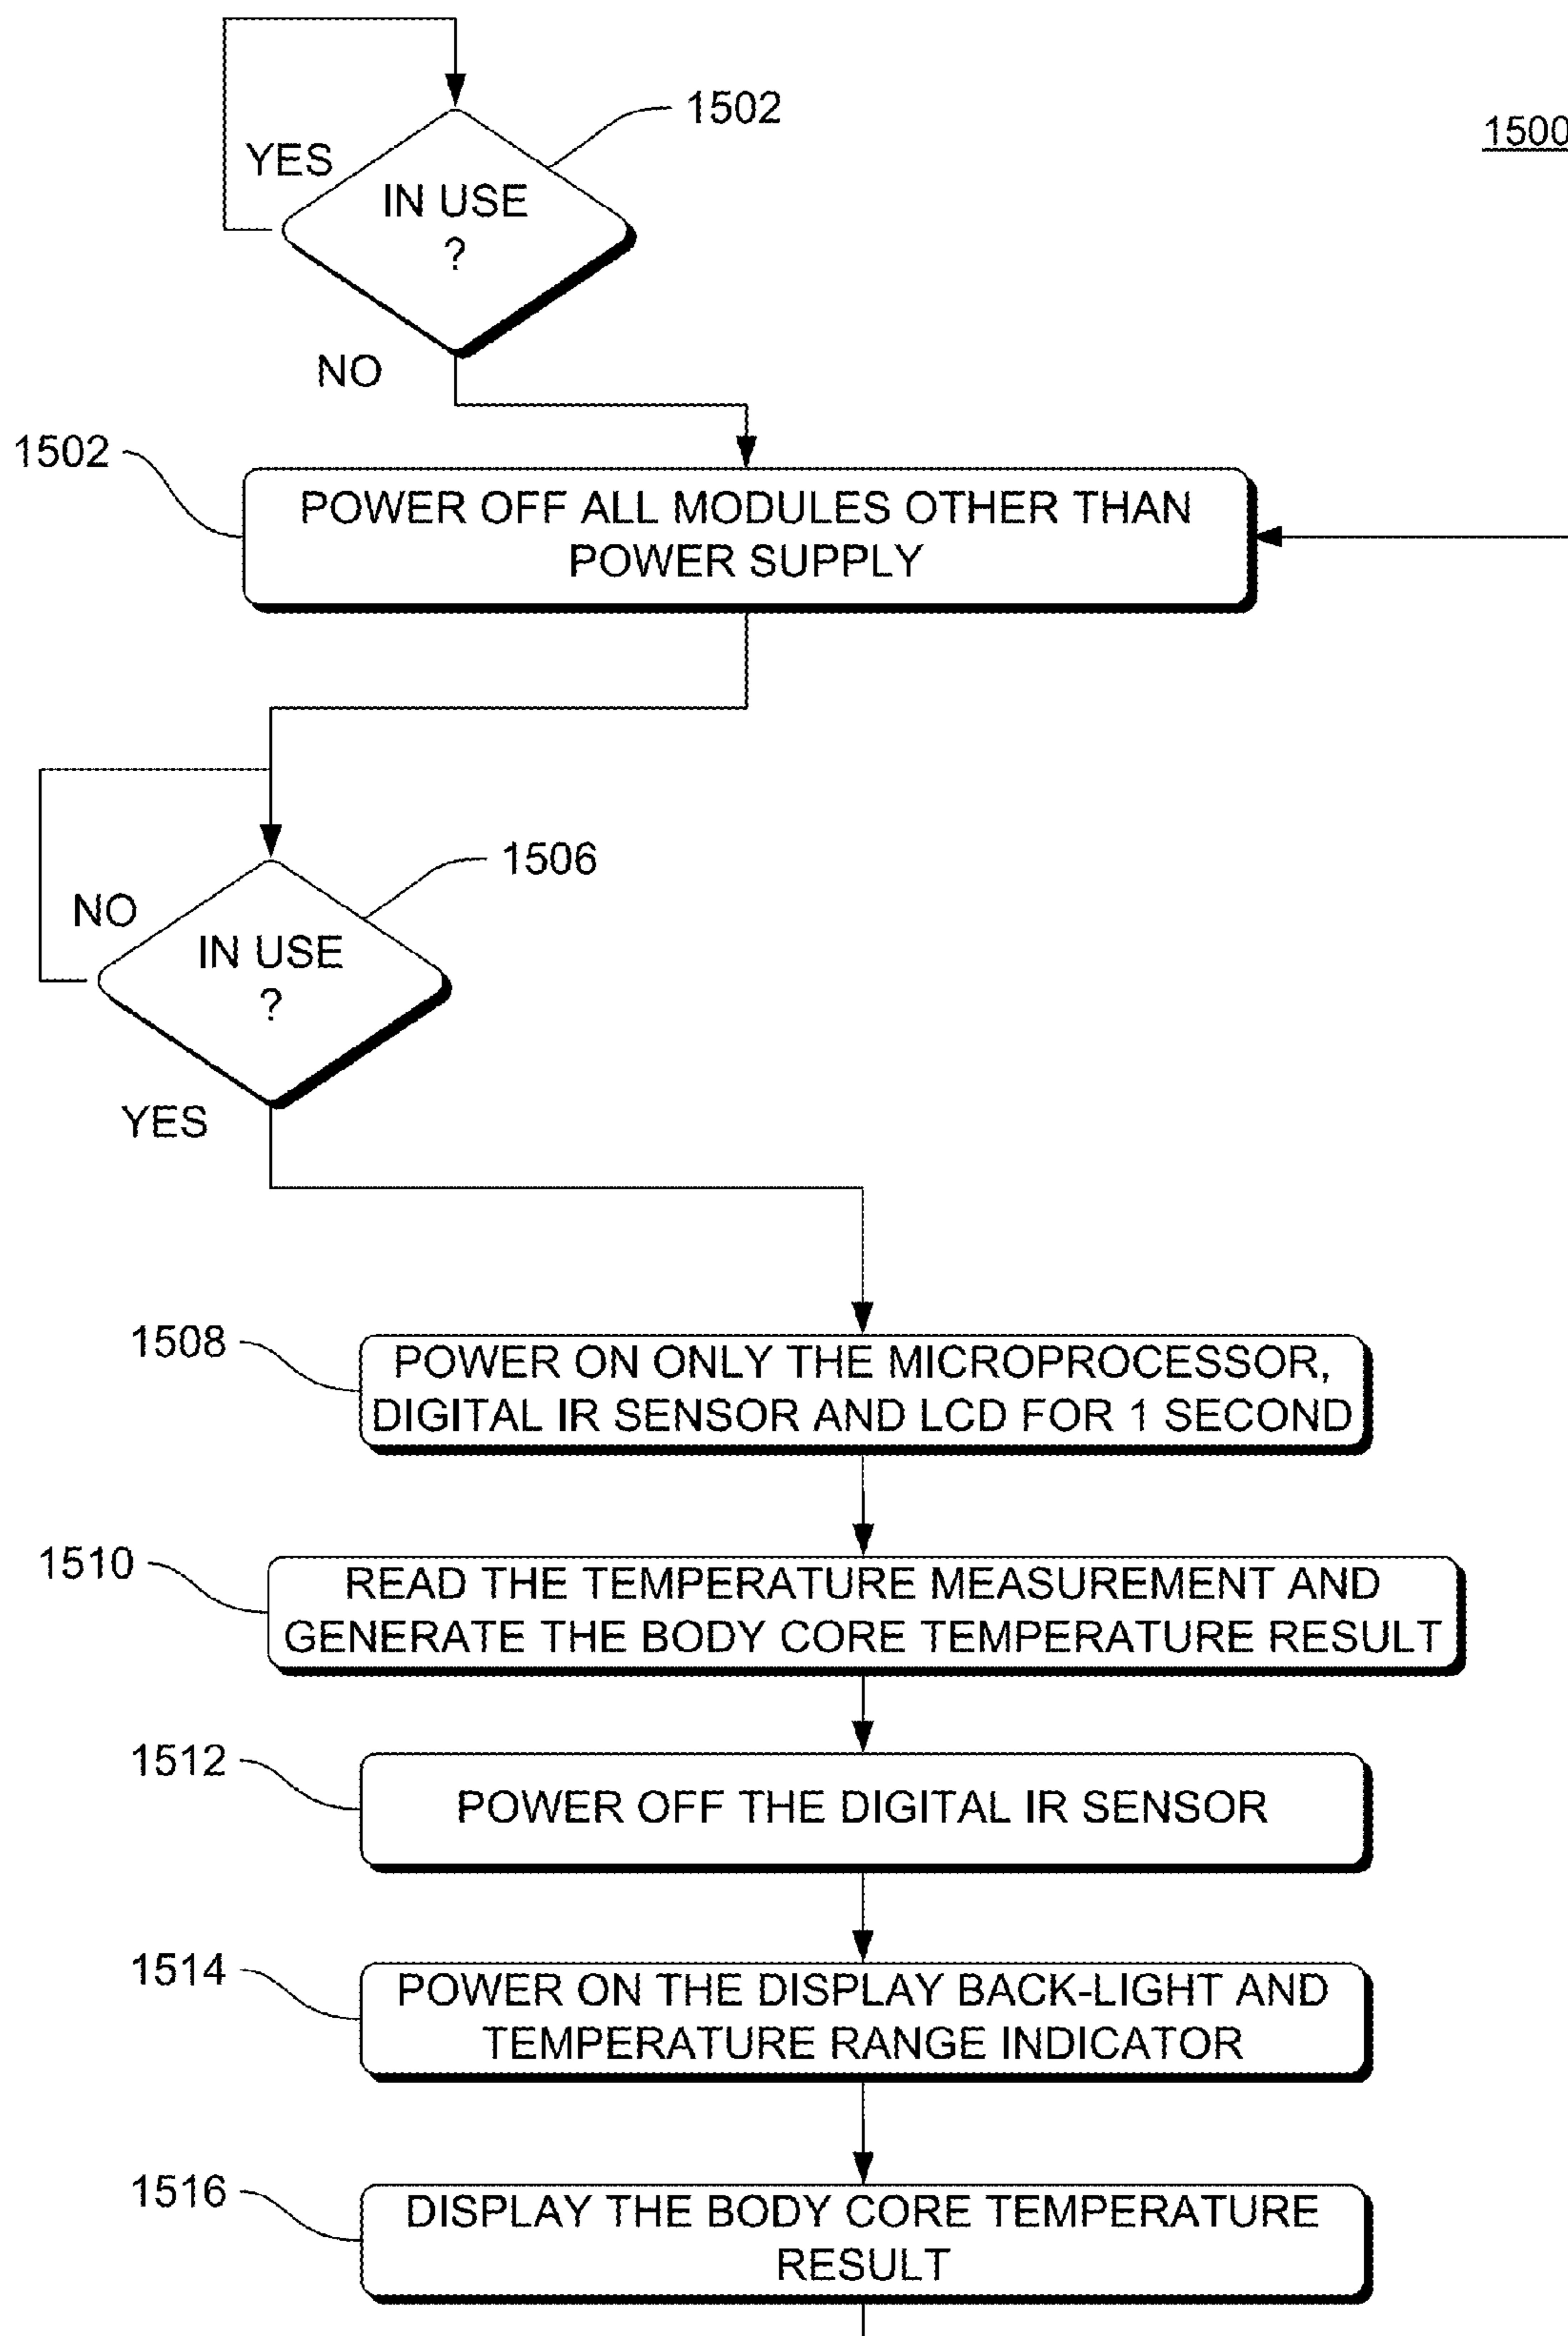 1502
1500
YES
IN USE
?
NO
1502
POWER OFF ALL MODULES OTHER THAN
POWER SUPPLY
1506
NO
IN USE
?
YES
1508
POWER ON ONLY THE MICROPROCESSOR,
DIGITAL IR SENSOR AND LCD FOR 1 SECOND
1510
READ THE TEMPERATURE MEASUREMENT AND
GENERATE THE BODY CORE TEMPERATURE RESULT
1512
POWER OFF THE DIGITAL IR SENSOR
1514
POWER ON THE DISPLAY BACK-LIGHT AND
TEMPERATURE RANGE INDICATOR
1516
DISPLAY THE BODY CORE TEMPERATURE
RESULT